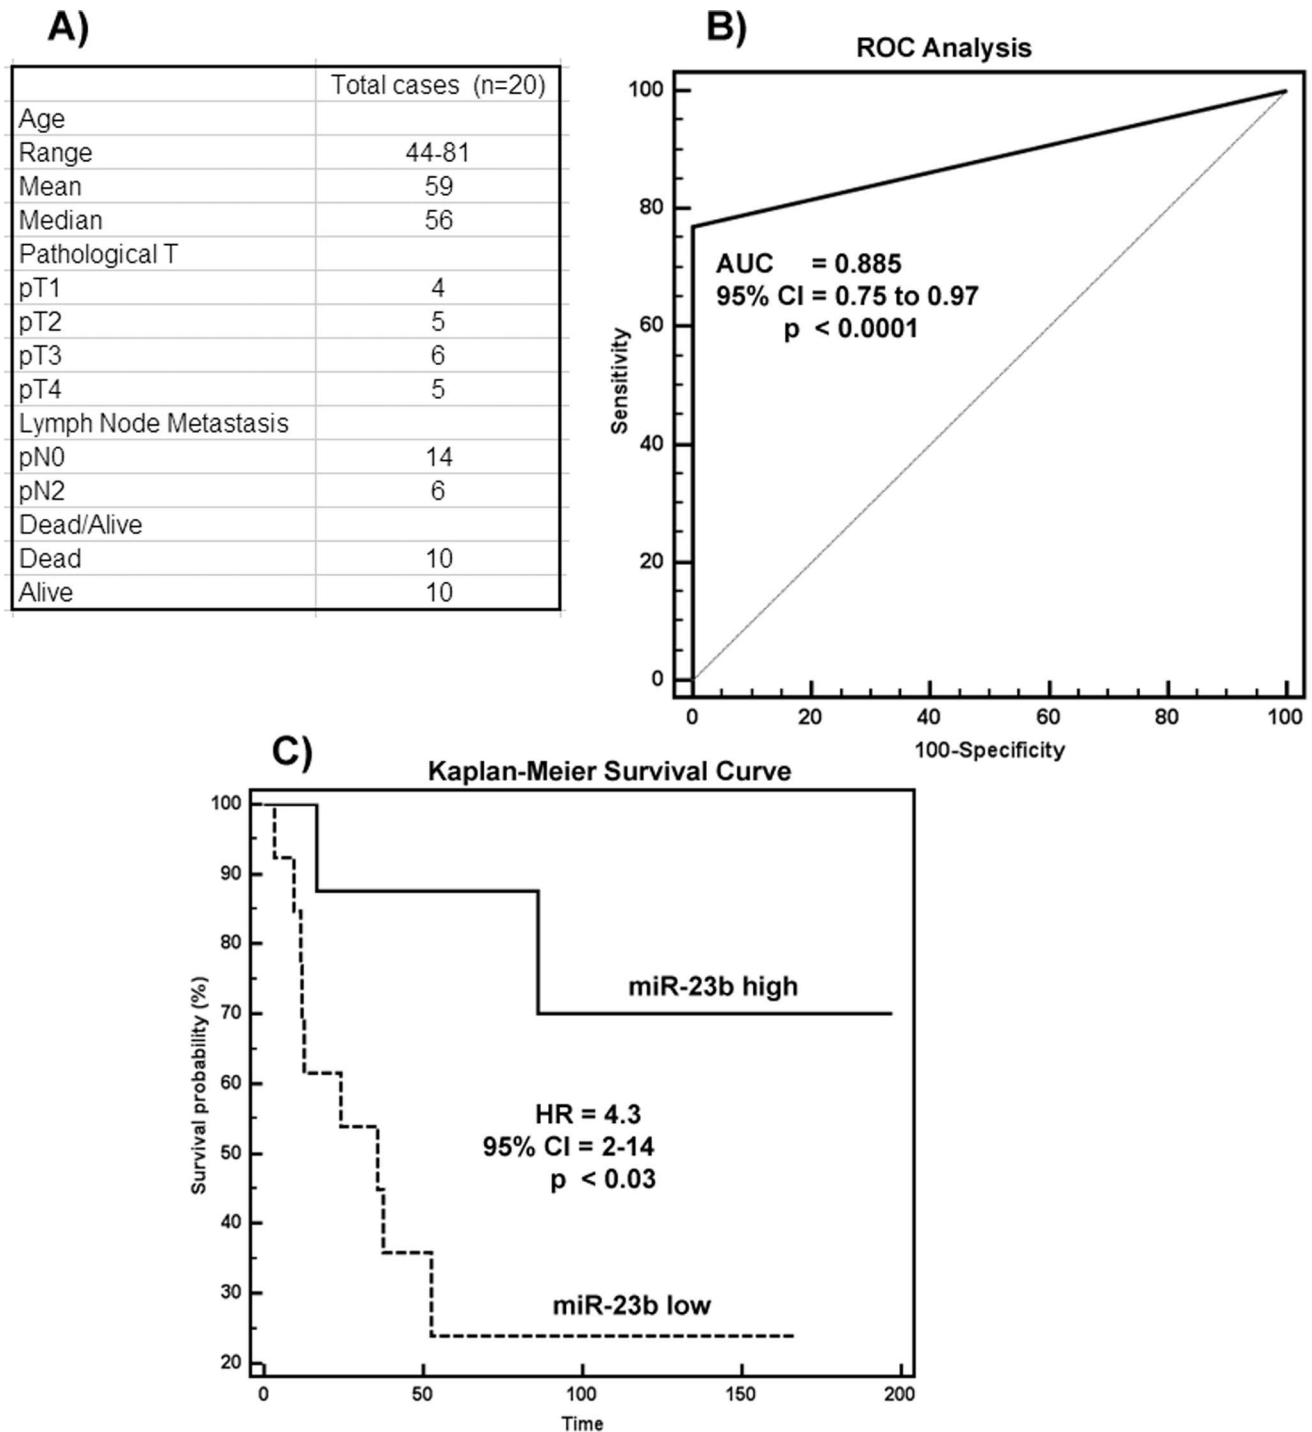 A)
Total cases (n=20)
Age
Range 44-81
Mean 59
Median 56
Pathological T
pT1 4
pT2 5
pT3 6
pT4 5
Lymph Node Metastasis
pN0 14
pN2 6
Dead/Alive
Dead 10
Alive 10
B)
ROC Analysis
100
80
60
40
20
0
Sensitivity
AUC = 0.885
95% CI = 0.75 to 0.97
p < 0.0001
0 20 40 60 80 100
100-Specificity
C)
Kaplan-Meier Survival Curve
100
90
80
70
60
50
40
30
20
Survival probability (%)
miR-23b high
HR = 4.3
95% CI = 2-14
p < 0.03
miR-23b low
0 50 100 150 200
Time